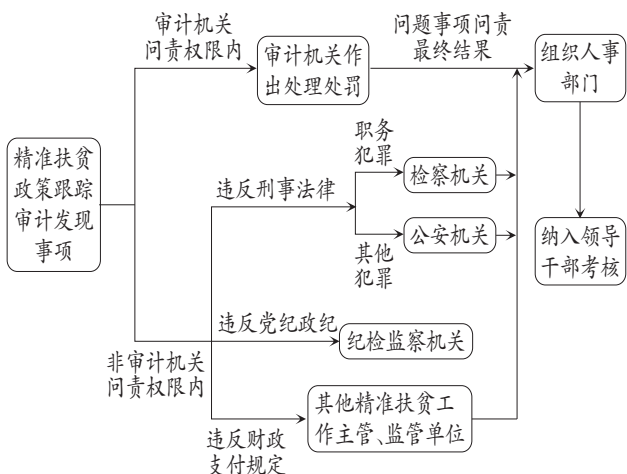 审计机关
问责权限内
审计机关作
出处理处罚
问题事项问责
最终结果
组织人事
部门
精准扶贫
政策跟踪
审计发现
事项
违反刑事法律
职务
犯罪
检察机关
公安机关
其他
犯罪
纳入领导
干部考核
违反党纪政纪
纪检监察机关
非审计机关
问责权限内
违反财政
支付规定
其他精准扶贫工
作主管、监管单位